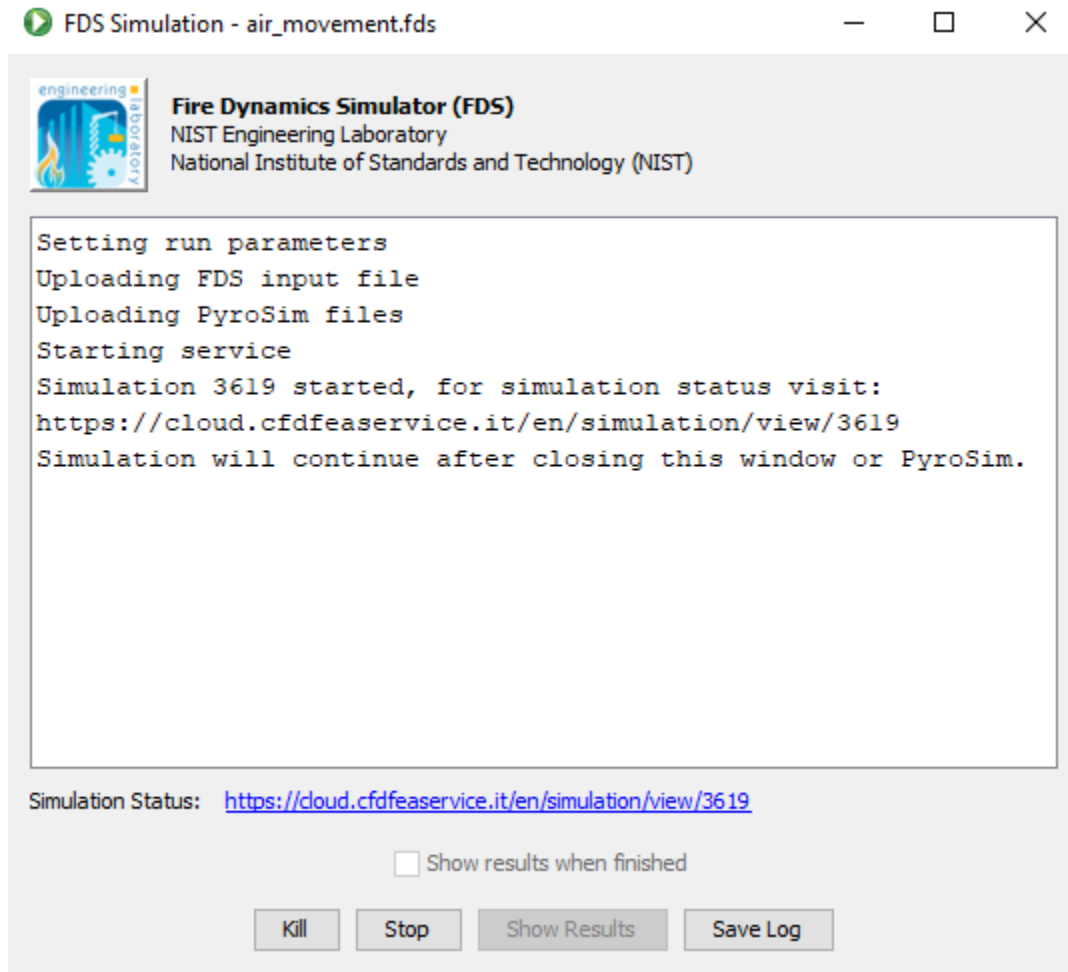 FDS Simulation - air_movement.fds
engineering
laboratory
Fire Dynamics Simulator (FDS)
NIST Engineering Laboratory
National Institute of Standards and Technology (NIST)
Setting run parameters
Uploading FDS input file
Uploading PyroSim files
Starting service
Simulation 3619 started, for simulation status visit:
https://cloud.cfdfeaservice.it/en/simulation/view/3619
Simulation will continue after closing this window or PyroSim.
Simulation Status: https://cloud.cfdfeaservice.it/en/simulation/view/3619
Show results when finished
Kill Stop Show Results Save Log